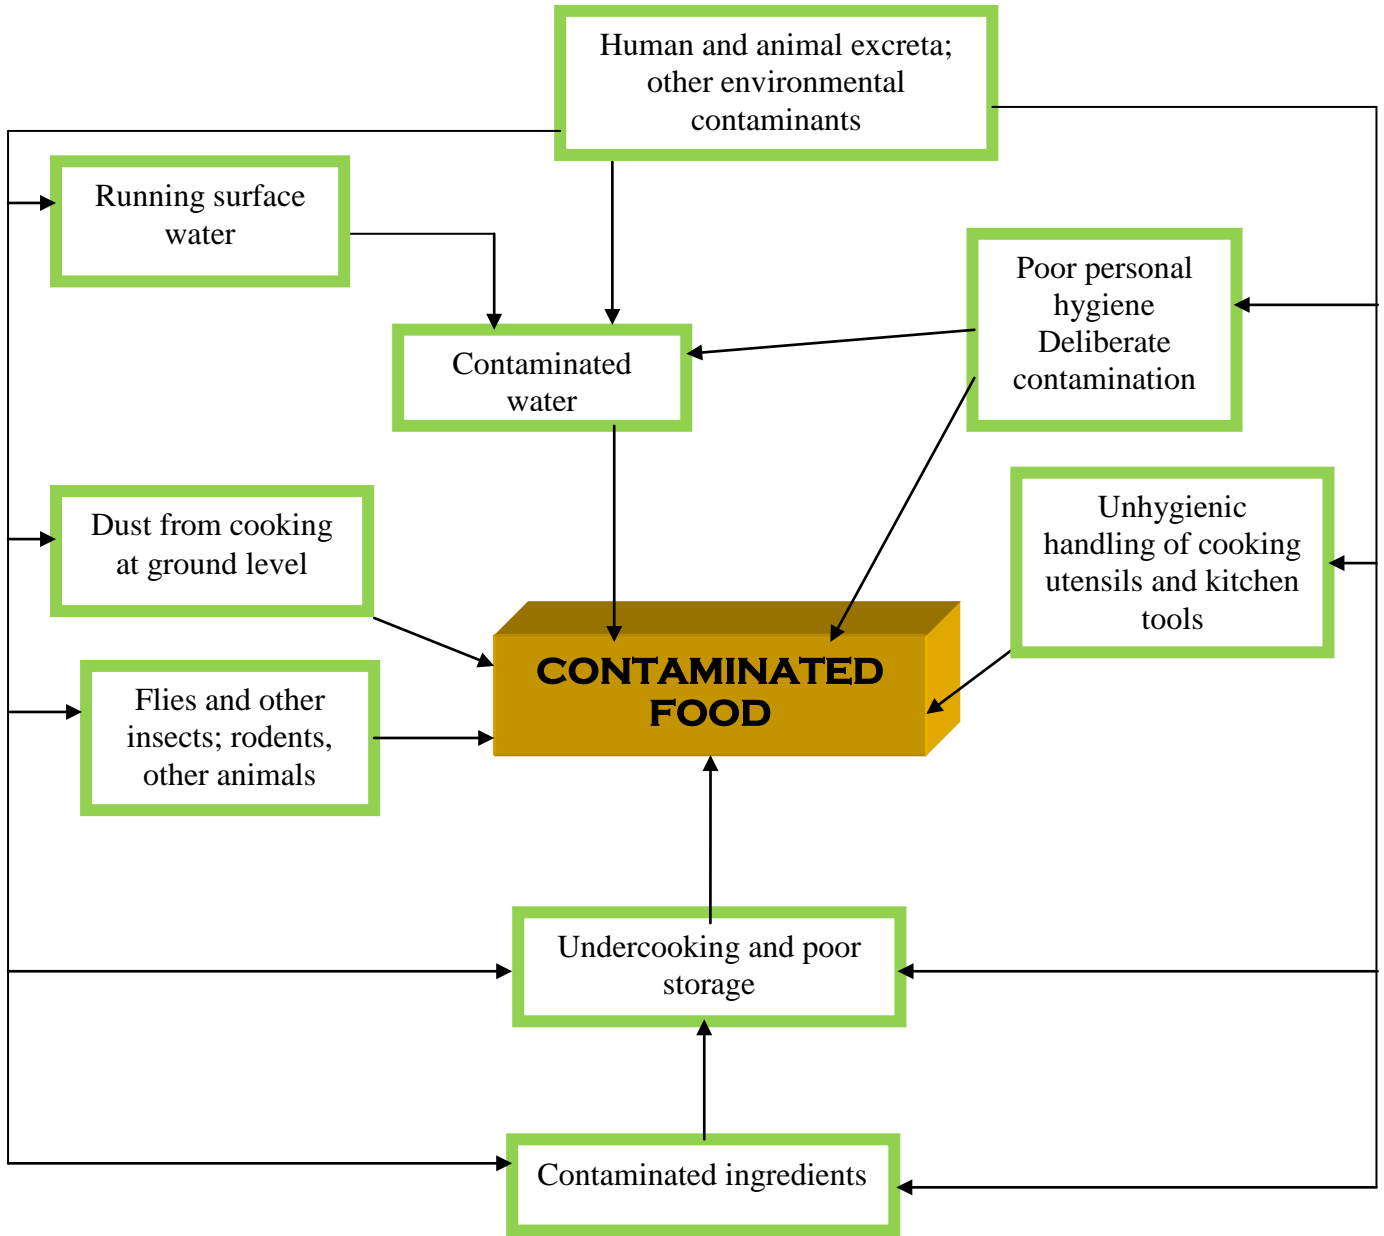 Human and animal excreta;
other environmental
contaminants
Running surface
water
Poor personal
hygiene
Deliberate
contamination
Contaminated
water
Unhygienic
handling of cooking
utensils and kitchen
tools
Dust from cooking
at ground level
CONTAMINATED
FOOD
Flies and other
insects; rodents,
other animals
Undercooking and poor
storage
Contaminated ingredients